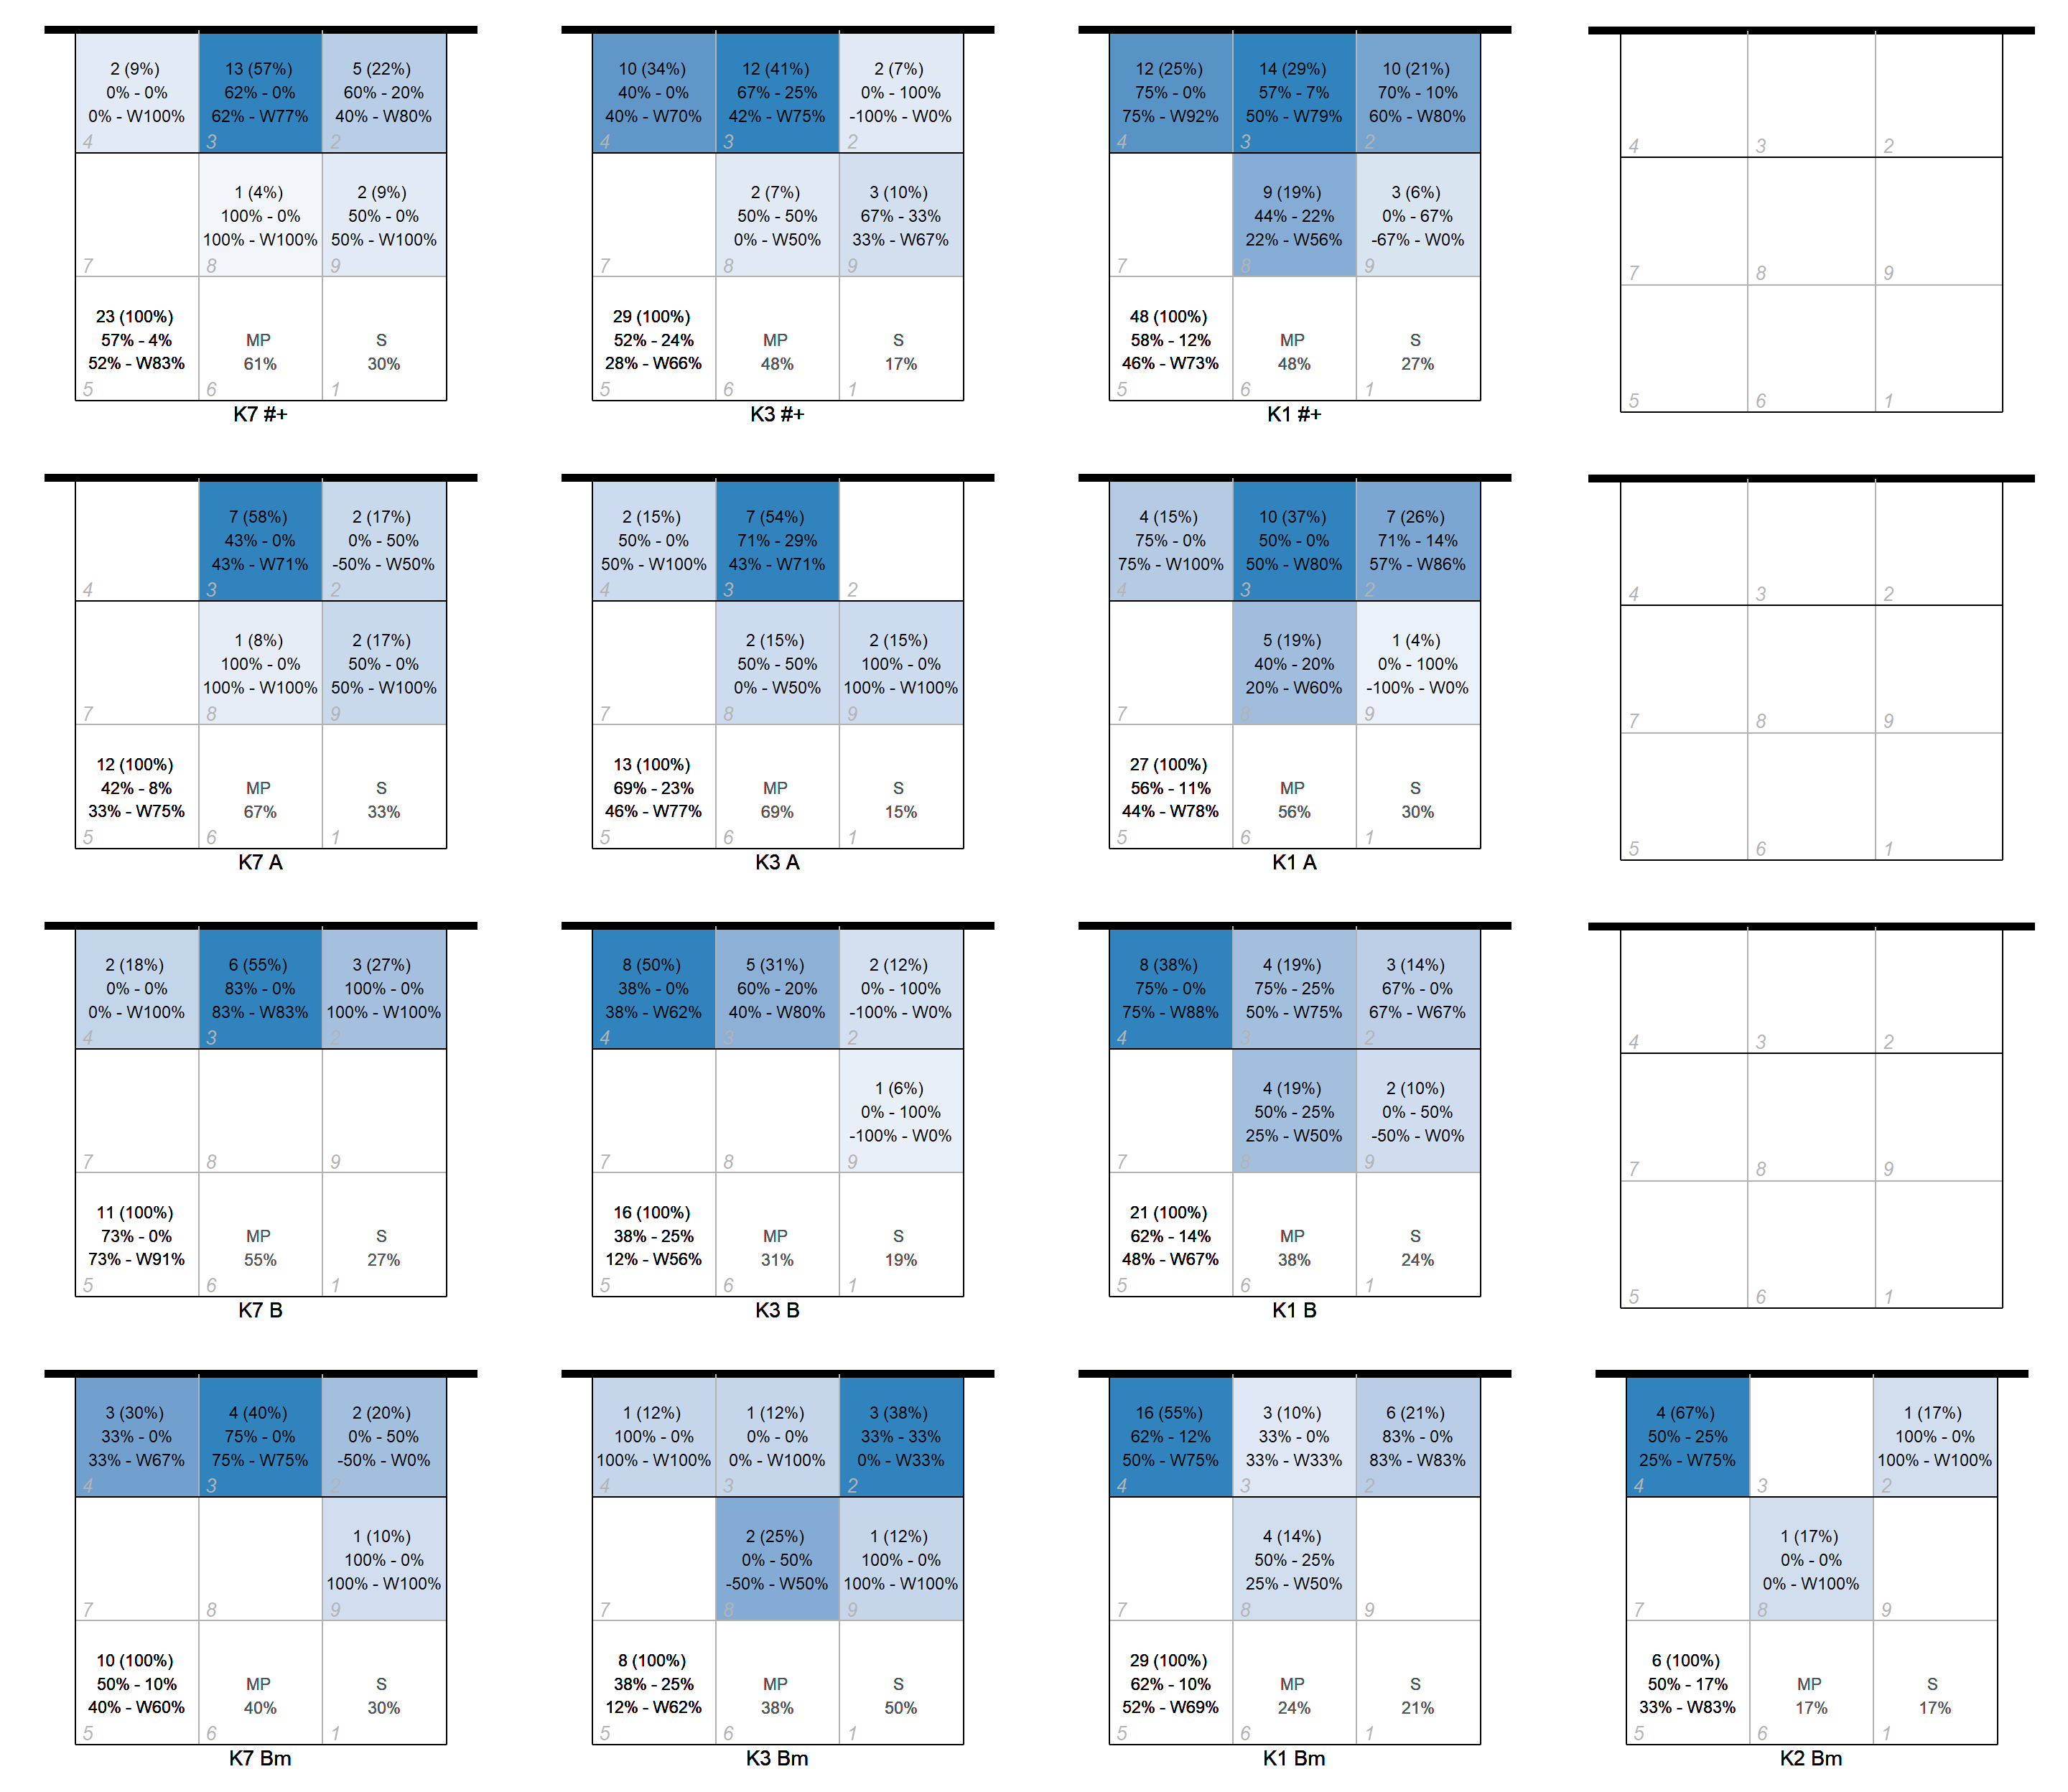 2 (9%)
0% - 0%
0% - W100%
4
13 (57%)
62% - 0%
62% - W77%
3
5 (22%)
60% - 20%
40% - W80%
2
7
1 (4%)
100% - 0%
100% - W100%
8
2 (9%)
50% - 0%
50% - W100%
9
23 (100%)
57% - 4%
52% - W83%
5
MP
61%
6
S
30%
1
K7 #+
10 (34%)
40% - 0%
40% - W70%
4
12 (41%)
67% - 25%
42% - W75%
3
2 (7%)
0% - 100%
-100% - W0%
2
7
2 (7%)
50% - 50%
0% - W50%
8
3 (10%)
67% - 33%
33% - W67%
9
29 (100%)
52% - 24%
28% - W66%
5
MP
48%
6
S
17%
1
K3 #+
12 (25%)
75% - 0%
75% - W92%
4
14 (29%)
57% - 7%
50% - W79%
3
10 (21%)
70% - 10%
60% - W80%
2
7
9 (19%)
44% - 22%
22% - W56%
8
3 (6%)
0% - 67%
-67% - W0%
9
48 (100%)
58% - 12%
46% - W73%
5
MP
48%
6
S
27%
1
K1 #+
4
3
2
7
8
9
5
6
1
4
7 (58%)
43% - 0%
43% - W71%
3
2 (17%)
0% - 50%
-50% - W50%
2
7
1 (8%)
100% - 0%
100% - W100%
8
2 (17%)
50% - 0%
50% - W100%
9
12 (100%)
42% - 8%
33% - W75%
5
MP
67%
6
S
33%
1
K7 A
2 (15%)
50% - 0%
50% - W100%
4
7 (54%)
71% - 29%
43% - W71%
3
2
7
2 (15%)
50% - 50%
0% - W50%
8
2 (15%)
100% - 0%
100% - W100%
9
13 (100%)
69% - 23%
46% - W77%
5
MP
69%
6
S
15%
1
K3 A
4 (15%)
75% - 0%
75% - W100%
4
10 (37%)
50% - 0%
50% - W80%
3
7 (26%)
71% - 14%
57% - W86%
2
7
5 (19%)
40% - 20%
20% - W60%
8
1 (4%)
0% - 100%
-100% - W0%
9
27 (100%)
56% - 11%
44% - W78%
5
MP
56%
6
S
30%
1
K1 A
4
3
2
7
8
9
5
6
1
2 (18%)
0% - 0%
0% - W100%
4
6 (55%)
83% - 0%
83% - W83%
3
3 (27%)
100% - 0%
100% - W100%
2
7
8
9
11 (100%)
73% - 0%
73% - W91%
5
MP
55%
6
S
27%
1
K7 B
8 (50%)
38% - 0%
38% - W62%
4
5 (31%)
60% - 20%
40% - W80%
3
2 (12%)
0% - 100%
-100% - W0%
2
7
8
1 (6%)
0% - 100%
-100% - W0%
9
16 (100%)
38% - 25%
12% - W56%
5
MP
31%
6
S
19%
1
K3 B
8 (38%)
75% - 0%
75% - W88%
4
4 (19%)
75% - 25%
50% - W75%
3
3 (14%)
67% - 0%
67% - W67%
2
7
4 (19%)
50% - 25%
25% - W50%
8
2 (10%)
0% - 50%
-50% - W0%
9
21 (100%)
62% - 14%
48% - W67%
5
MP
38%
6
S
24%
1
K1 B
4
3
2
7
8
9
5
6
1
3 (30%)
33% - 0%
33% - W67%
4
4 (40%)
75% - 0%
75% - W75%
3
2 (20%)
0% - 50%
-50% - W0%
2
7
8
1 (10%)
100% - 0%
100% - W100%
9
10 (100%)
50% - 10%
40% - W60%
5
MP
40%
6
S
30%
1
K7 Bm
1 (12%)
100% - 0%
100% - W100%
4
1 (12%)
0% - 0%
0% - W100%
3
3 (38%)
33% - 33%
0% - W33%
2
7
2 (25%)
0% - 50%
-50% - W50%
8
1 (12%)
100% - 0%
100% - W100%
9
8 (100%)
38% - 25%
12% - W62%
5
MP
38%
6
S
50%
1
K3 Bm
16 (55%)
62% - 12%
50% - W75%
4
3 (10%)
33% - 0%
33% - W33%
3
6 (21%)
83% - 0%
83% - W83%
2
7
4 (14%)
50% - 25%
25% - W50%
8
9
29 (100%)
62% - 10%
52% - W69%
5
MP
24%
6
S
21%
1
K1 Bm
4 (67%)
50% - 25%
25% - W75%
4
3
1 (17%)
100% - 0%
100% - W100%
2
7
1 (17%)
0% - 0%
0% - W100%
8
9
6 (100%)
50% - 17%
33% - W83%
5
MP
17%
6
S
17%
1
K2 Bm